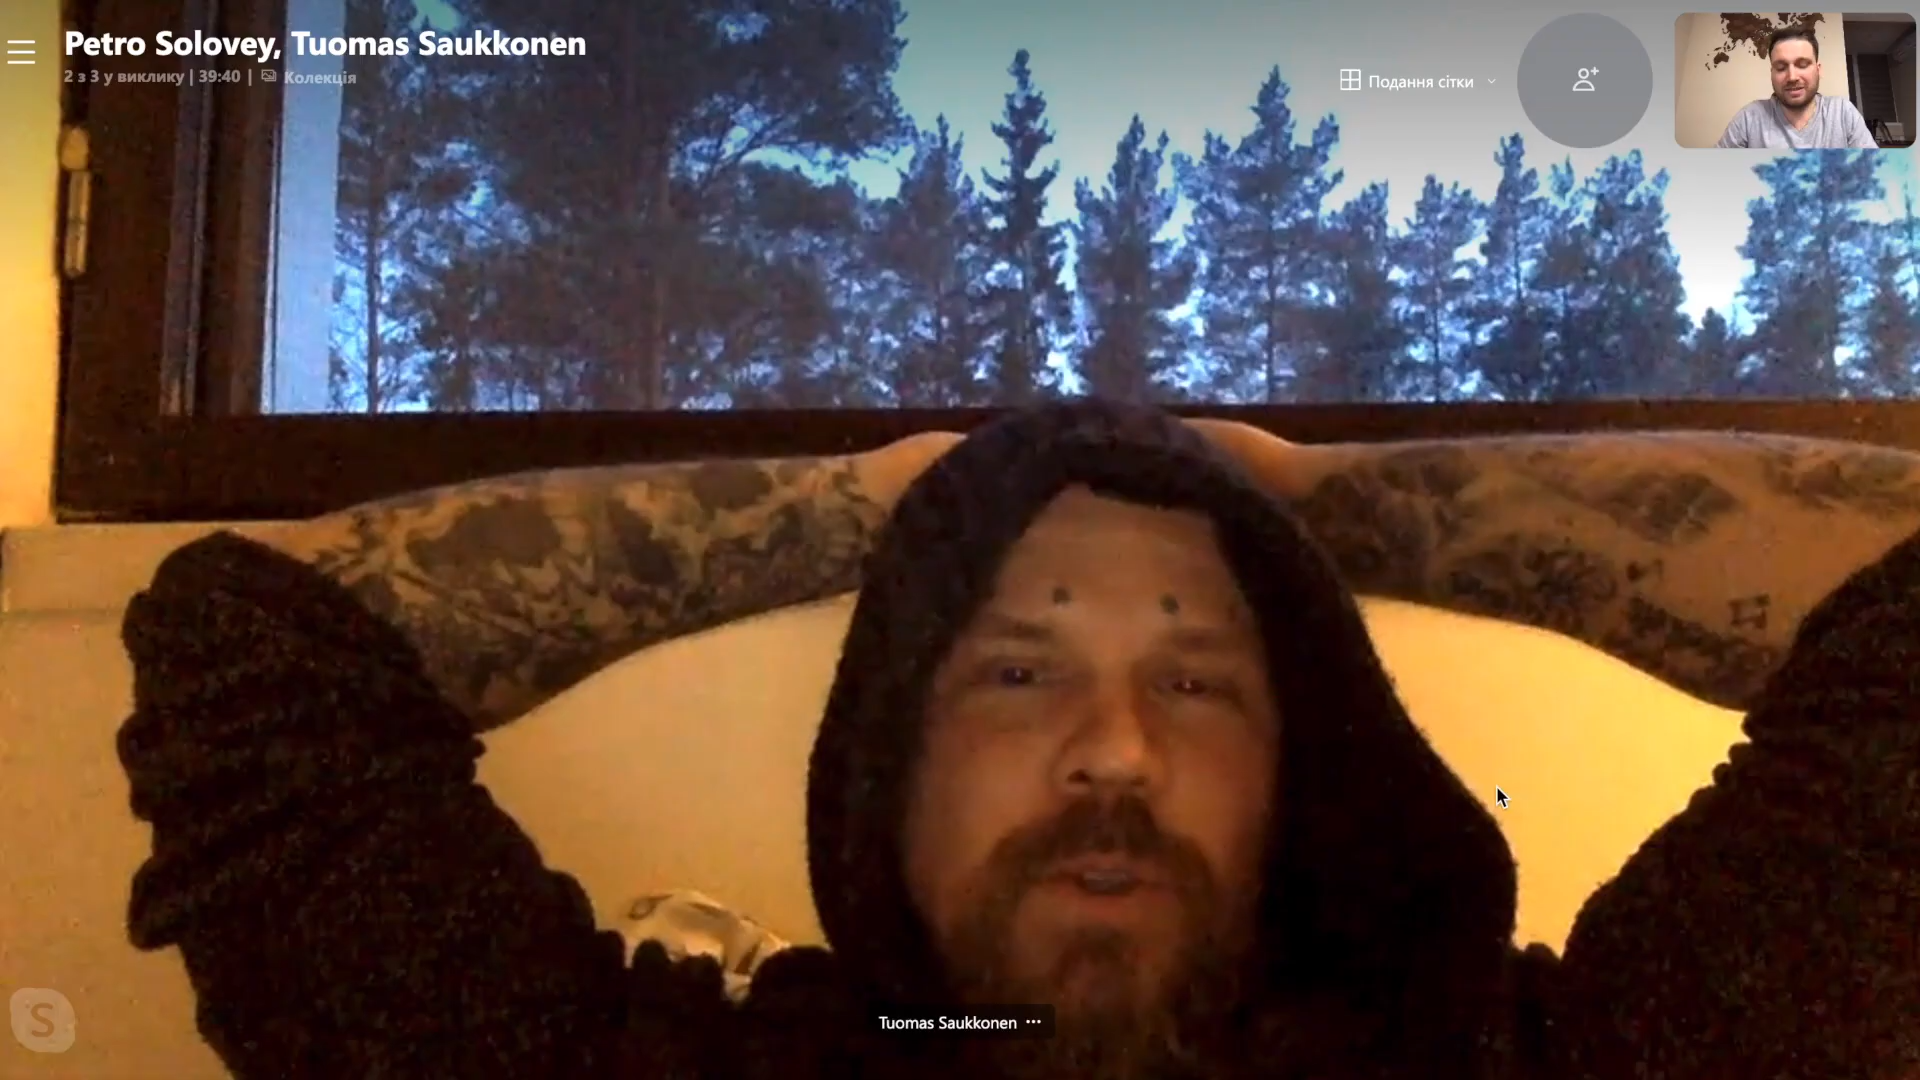 Petro Solovey, Tuomas Saukkonen
2 з 3 у виклику | 39:40 | Колекція
Подання сітки
Tuomas Saukkonen
S